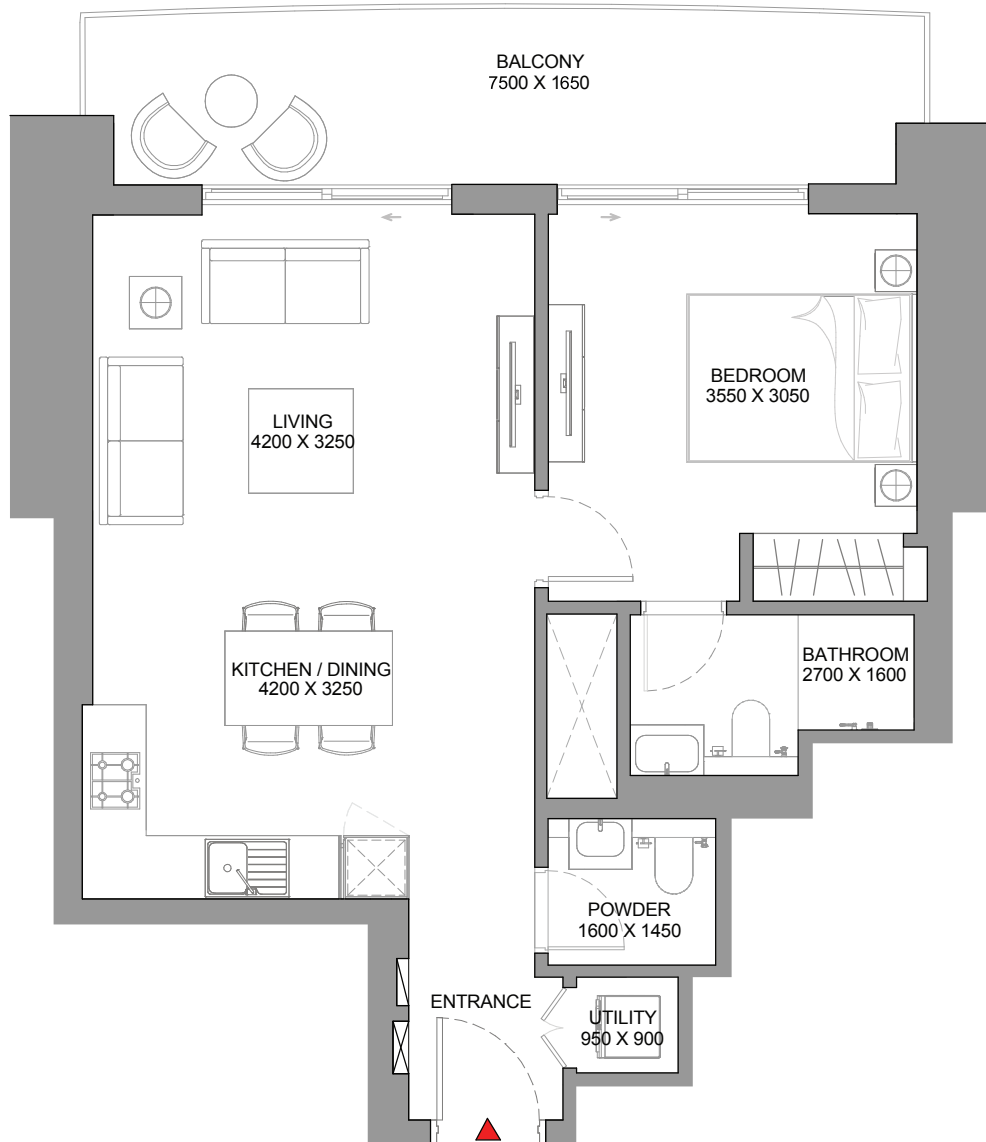 BALCONY
7500 X 1650
BEDROOM
3550 X 3050
LIVING
4200 X 3250
KITCHEN / DINING
4200 X 3250
BATHROOM
2700 X 1600
POWDER
1600 X 1450
ENTRANCE
UTILITY
950 X 900